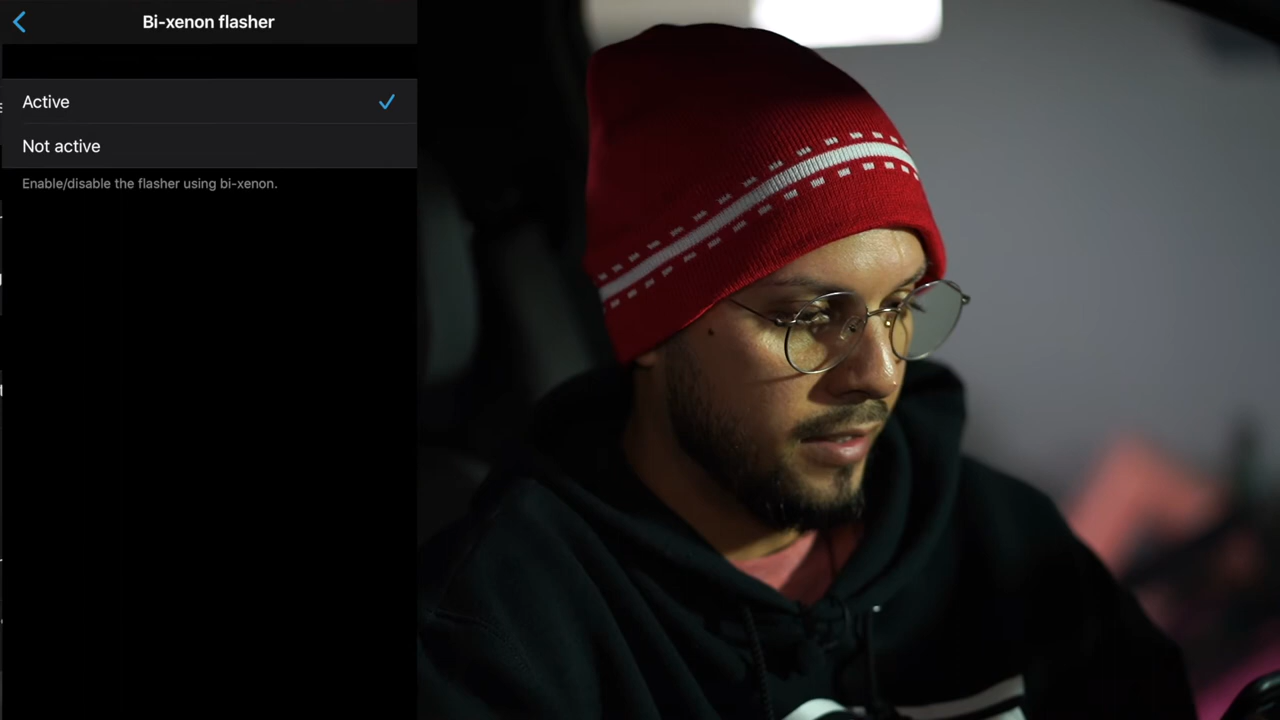 Bi-xenon flasher
Active
Not active
Enable/disable the flasher using bi-xenon.